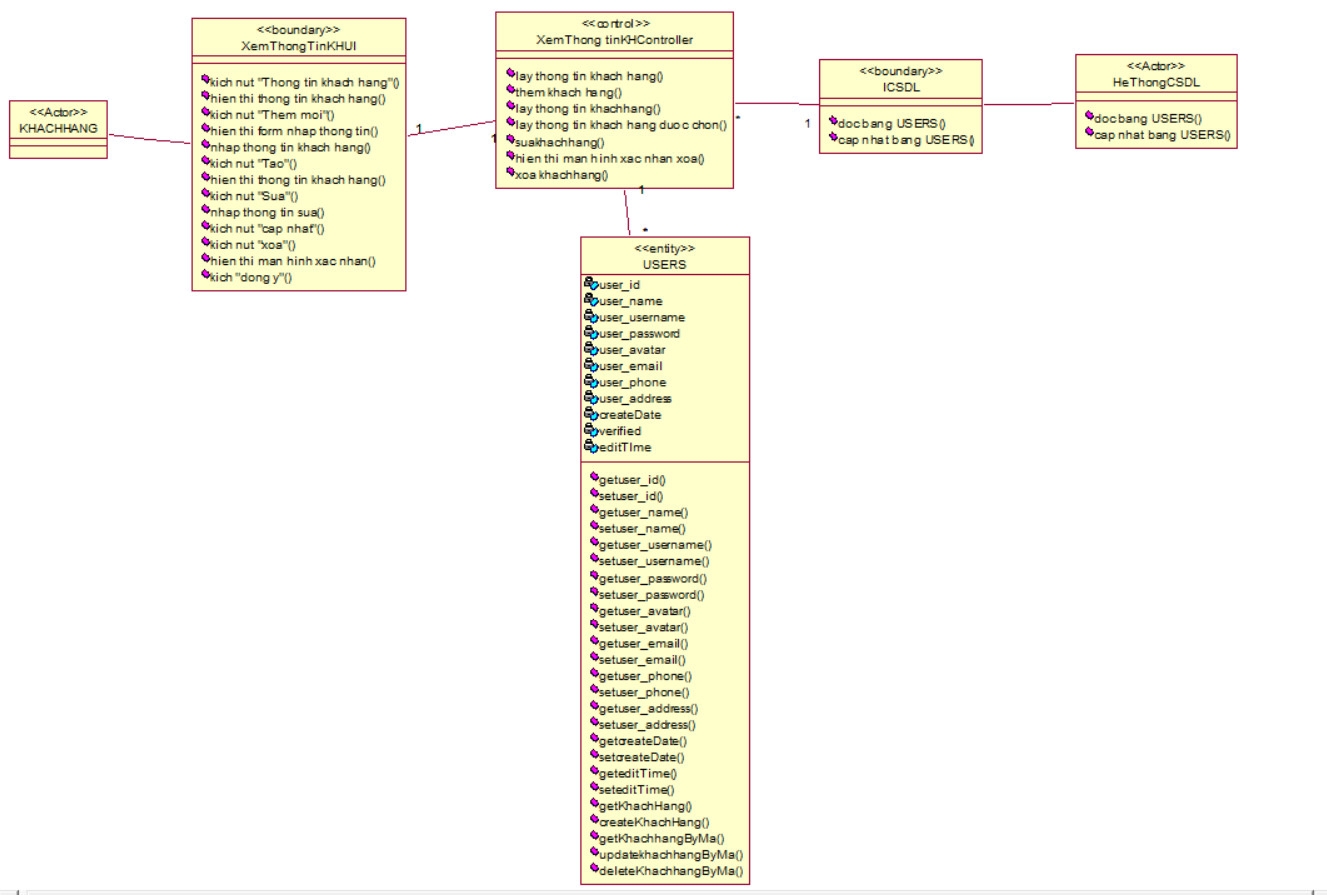 <<Actor>>
KHACHHANG
<<boundary>>
XemThongTinKHUI
kich nut "Thong tin khach hang"()
hien thi thong tin khach hang()
kich nut "Them moi"()
hien thi form nhap thong tin()
nhap thong tin khach hang()
kich nut "Tao"()
hien thi thong tin khach hang()
kich nut "Sua"()
nhap thong tin sua()
kich nut "cap nhat"()
kich nut "xoa"()
hien thi man hinh xac nhan()
kich "dong y"()
1
1
<<control>>
XemThong tinKHController
lay thong tin khach hang()
them khach hang()
lay thong tin khachhang()
lay thong tin khach hang duoc chon()
suakhachhang()
hien thi man hinh xac nhan xoa()
xoa khachhang()
*
1
<<boundary>>
ICSDL
doc bang USERS()
cap nhat bang USERS()
<<Actor>>
HeThongCSDL
doc bang USERS()
cap nhat bang USERS()
1
*
<<entity>>
USERS
user_id
user_name
user_username
user_password
user_avatar
user_email
user_phone
user_address
createDate
verified
editTIme
getuser_id()
setuser_id()
getuser_name()
setuser_name()
getuser_username()
setuser_username()
getuser_password()
setuser_password()
getuser_avatar()
setuser_avatar()
getuser_email()
setuser_email()
getuser_phone()
setuser_phone()
getuser_address()
setuser_address()
getcreateDate()
setcreateDate()
geteditTime()
seteditTime()
getKhachHang()
createKhachHang()
getKhachhangByMa()
updatekhachhangByMa()
deleteKhachhangByMa()